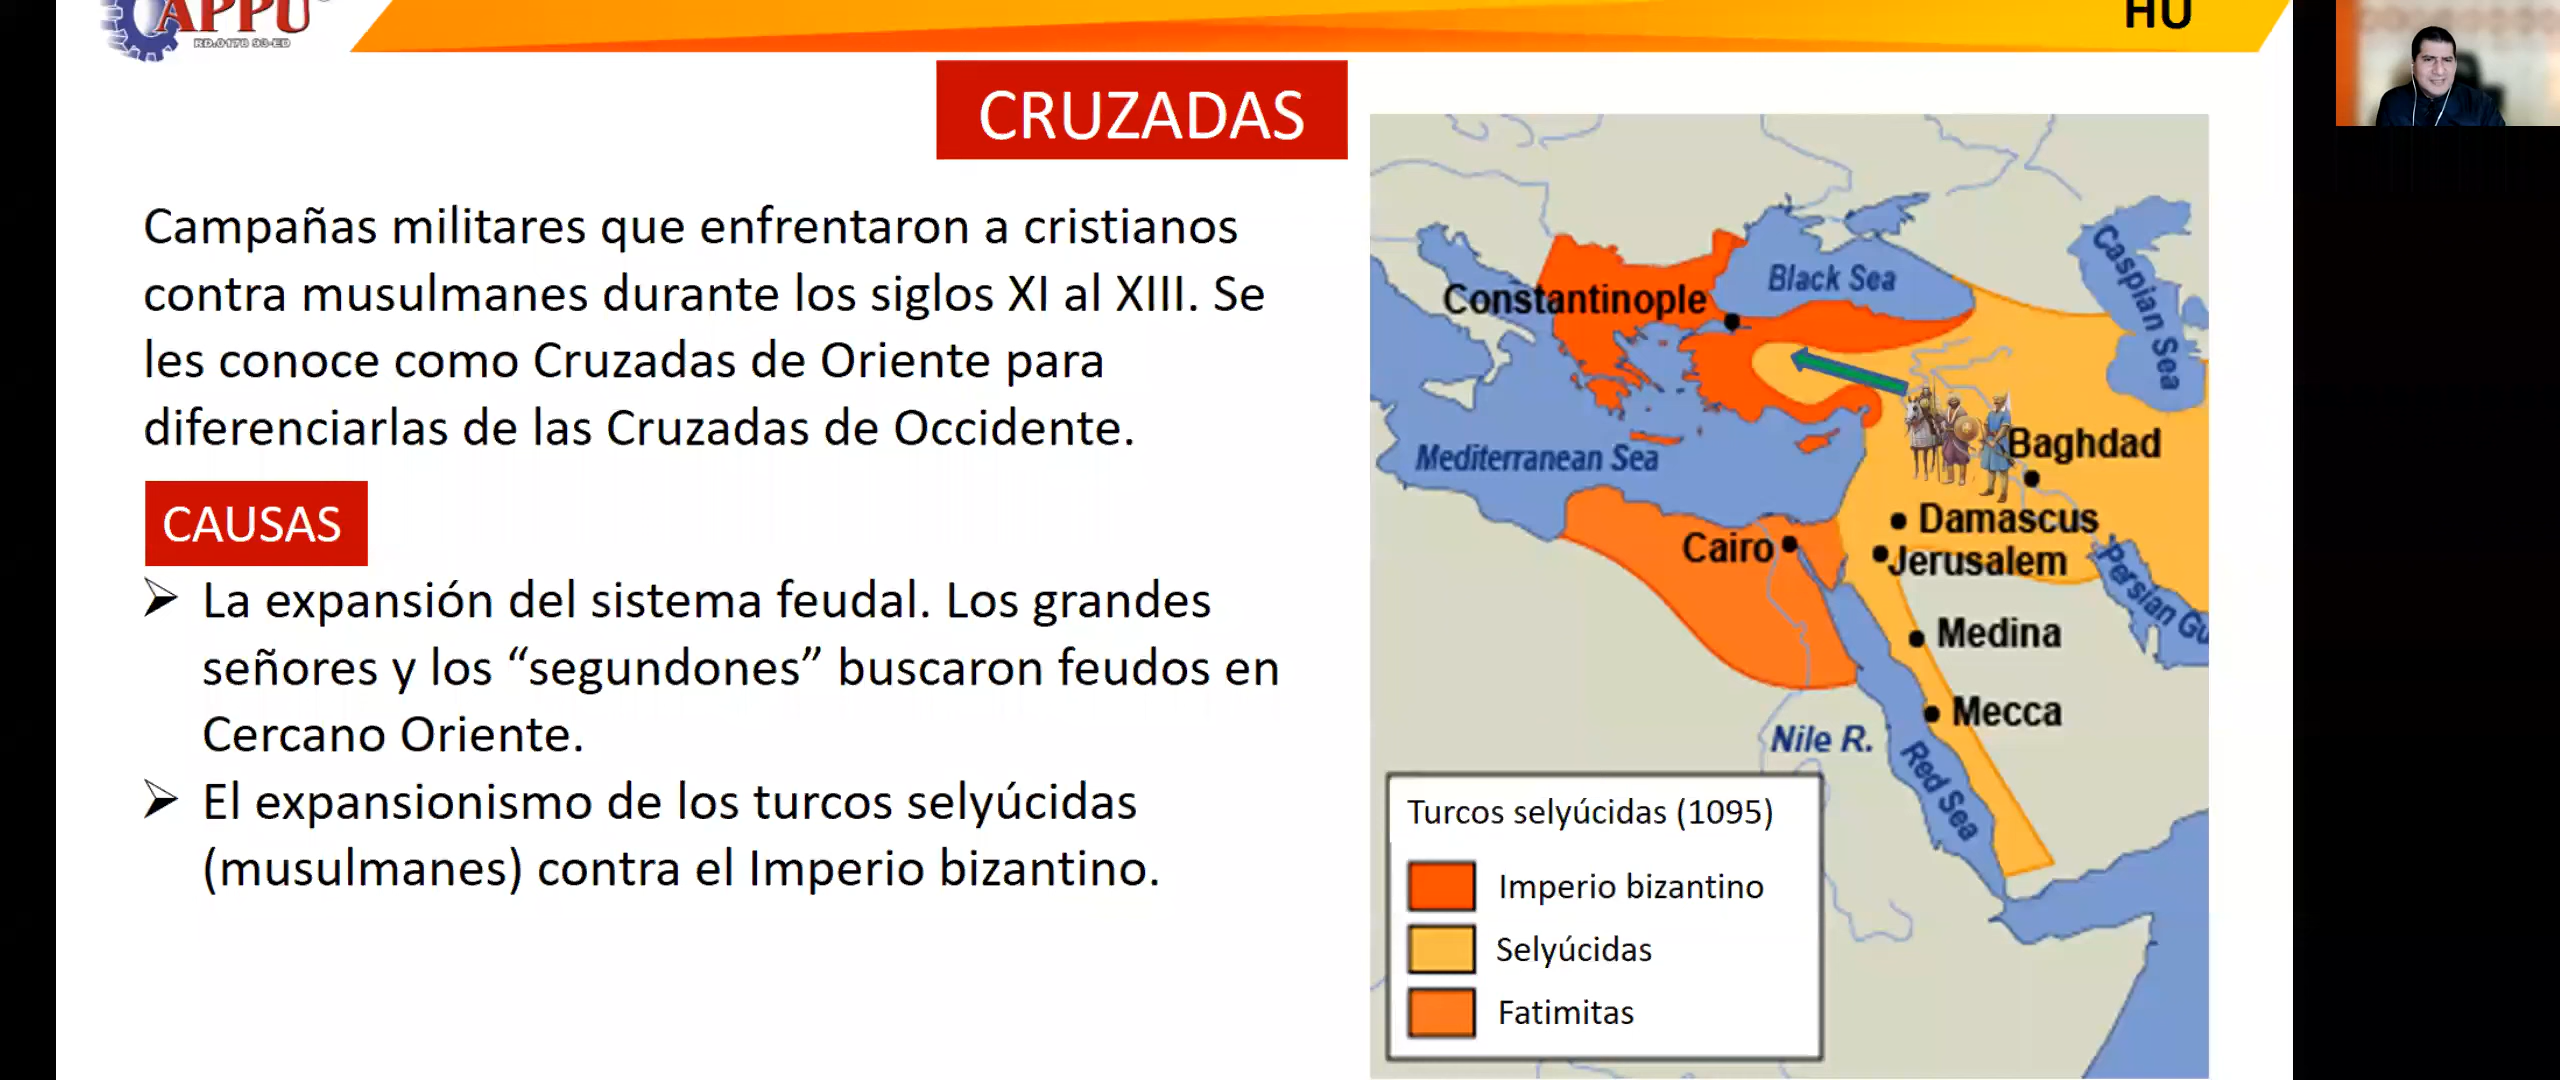 APPU
RD.0170 93-ED
HU
CRUZADAS
Campañas militares que enfrentaron a cristianos
contra musulmanes durante los siglos XI al XIII. Se
les conoce como Cruzadas de Oriente para
diferenciarlas de las Cruzadas de Occidente.
CAUSAS
La expansión del sistema feudal. Los grandes
señores y los “segundones” buscaron feudos en
Cercano Oriente.
El expansionismo de los turcos selyúcidas
(musulmanes) contra el Imperio bizantino.
Black Sea
Caspian Sea
Constantinople
Mediterranean Sea
Baghdad
Damascus
Cairo
Jerusalem
Persian Gu
Medina
Mecca
Nile R.
Red Sea
Turcos selyúcidas (1095)
Imperio bizantino
Selyúcidas
Fatimitas